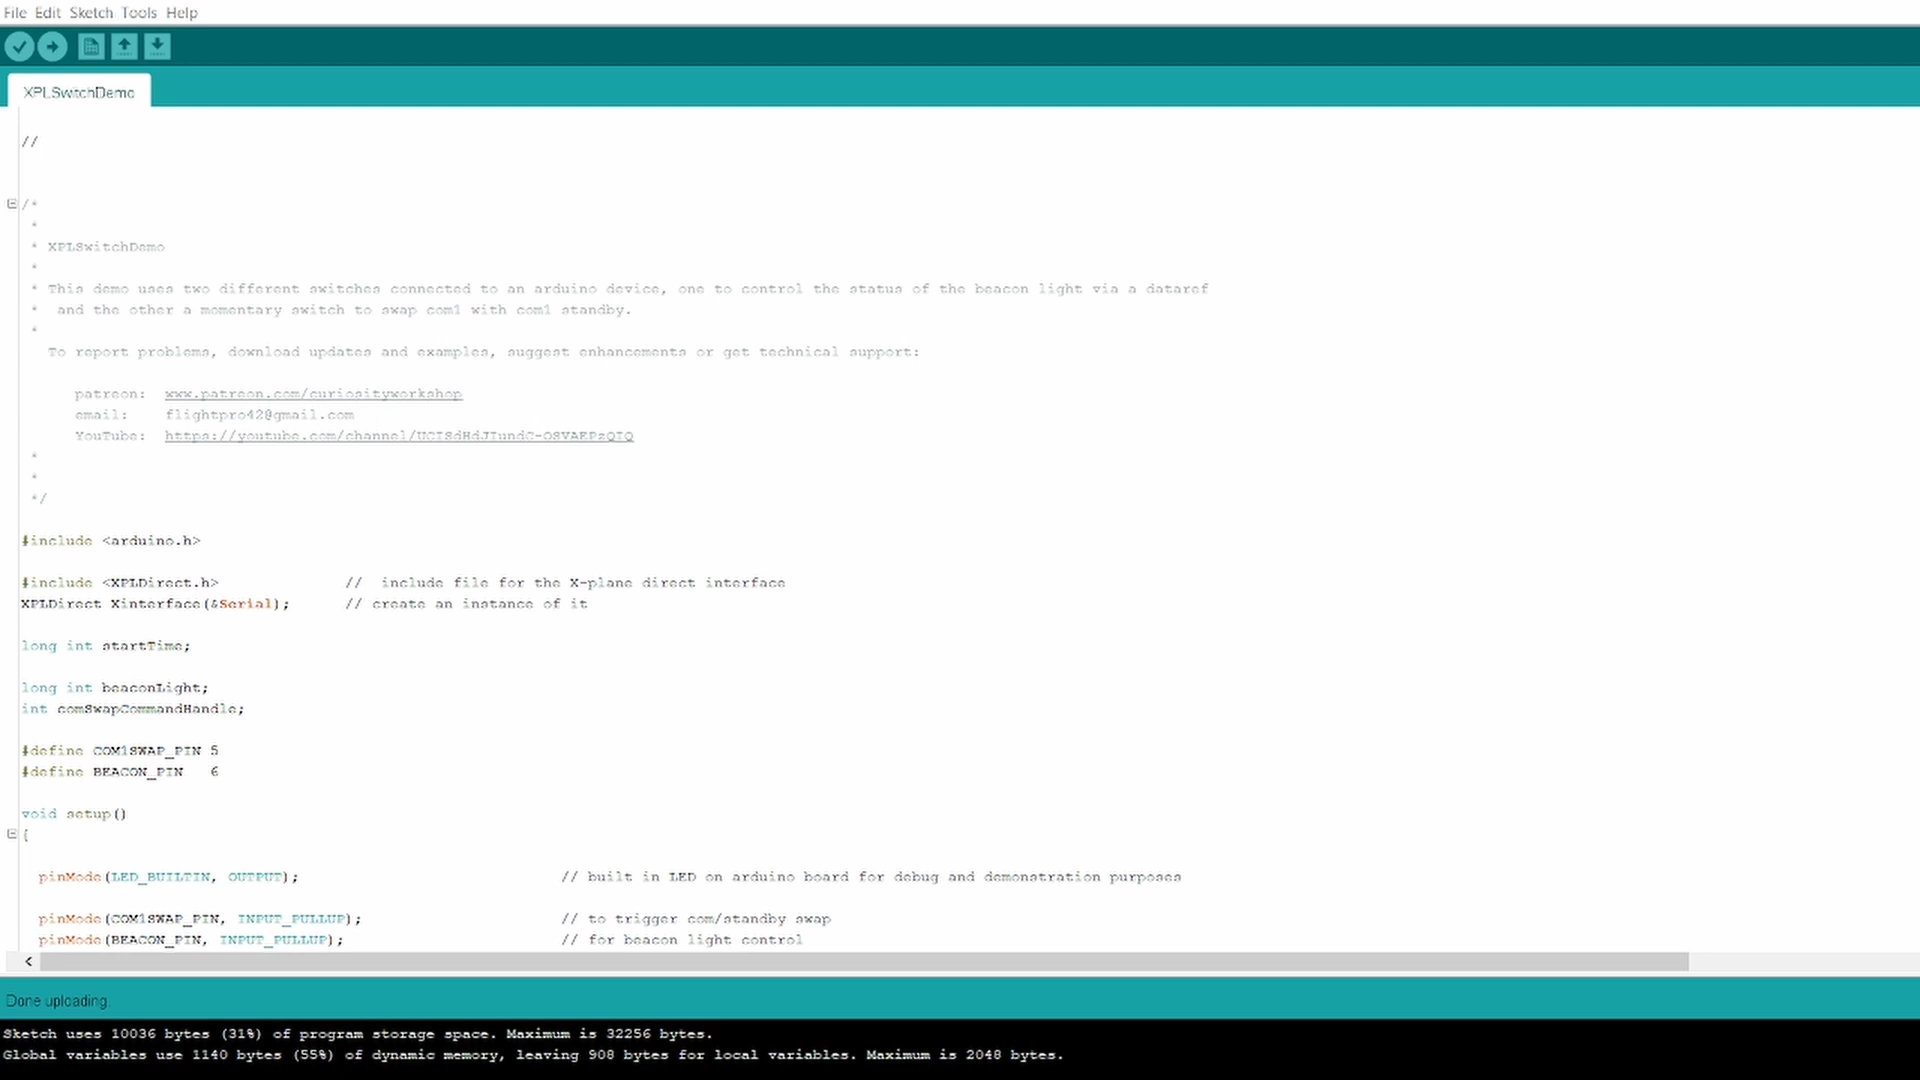 File Edit Sketch Tools Help
XPLSwitchDemo
//
/*
*
* XPLSwitchDemo
*
* This demo uses two different switches connected to an arduino device, one to control the status of the beacon light via a dataref
* and the other a momentary switch to swap com1 with com1 standby.
*
To report problems, download updates and examples, suggest enhancements or get technical support:
patreon: www.patreon.com/curiosityworkshop
email: flightpro42@gmail.com
YouTube: 
*
*
*/
#include <arduino.h>
#include <XPLDirect.h> // include file for the X-plane direct interface
XPLDirect Xinterface(&Serial); // create an instance of it
long int startTime;
long int beaconLight;
int comSwapCommandHandle;
#define COM1SWAP_PIN 5
#define BEACON_PIN 6
void setup()
{
pinMode(LED_BUILTIN, OUTPUT); // built in LED on arduino board for debug and demonstration purposes
pinMode(COM1SWAP_PIN, INPUT_PULLUP); // to trigger com/standby swap
pinMode(BEACON_PIN, INPUT_PULLUP); // for beacon light control
Done uploading.
Sketch uses 10036 bytes (31%) of program storage space. Maximum is 32256 bytes.
Global variables use 1140 bytes (55%) of dynamic memory, leaving 908 bytes for local variables. Maximum is 2048 bytes.